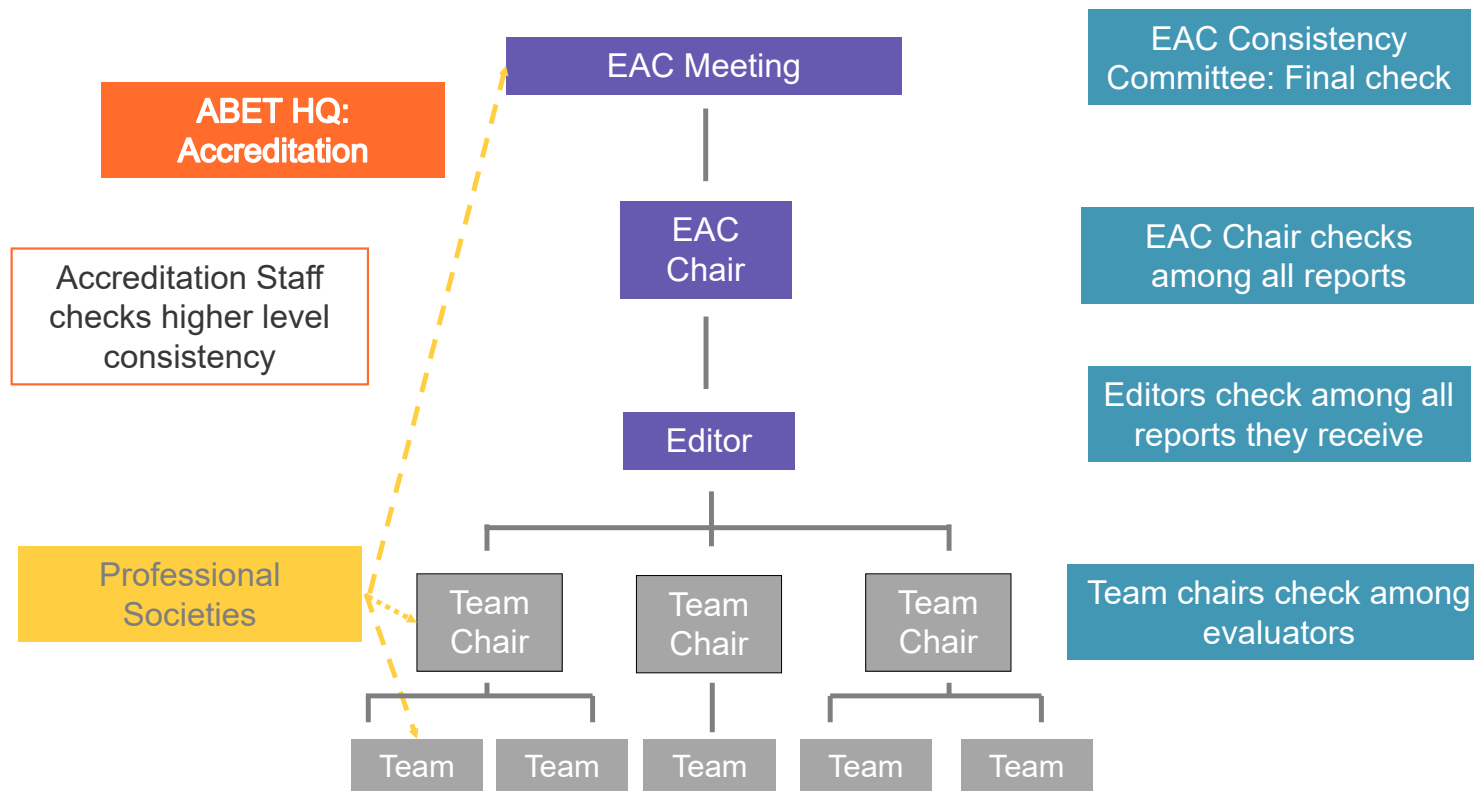 EAC Meeting
EAC Consistency
Committee: Final check
ABET HQ:
Accreditation
EAC
Chair
EAC Chair checks
among all reports
Accreditation Staff
checks higher level
consistency
Editors check among all
reports they receive
Editor
Professional
Societies
Team
Chair
Team
Chair
Team
Chair
Team chairs check among
evaluators
Team
Team
Team
Team
Team